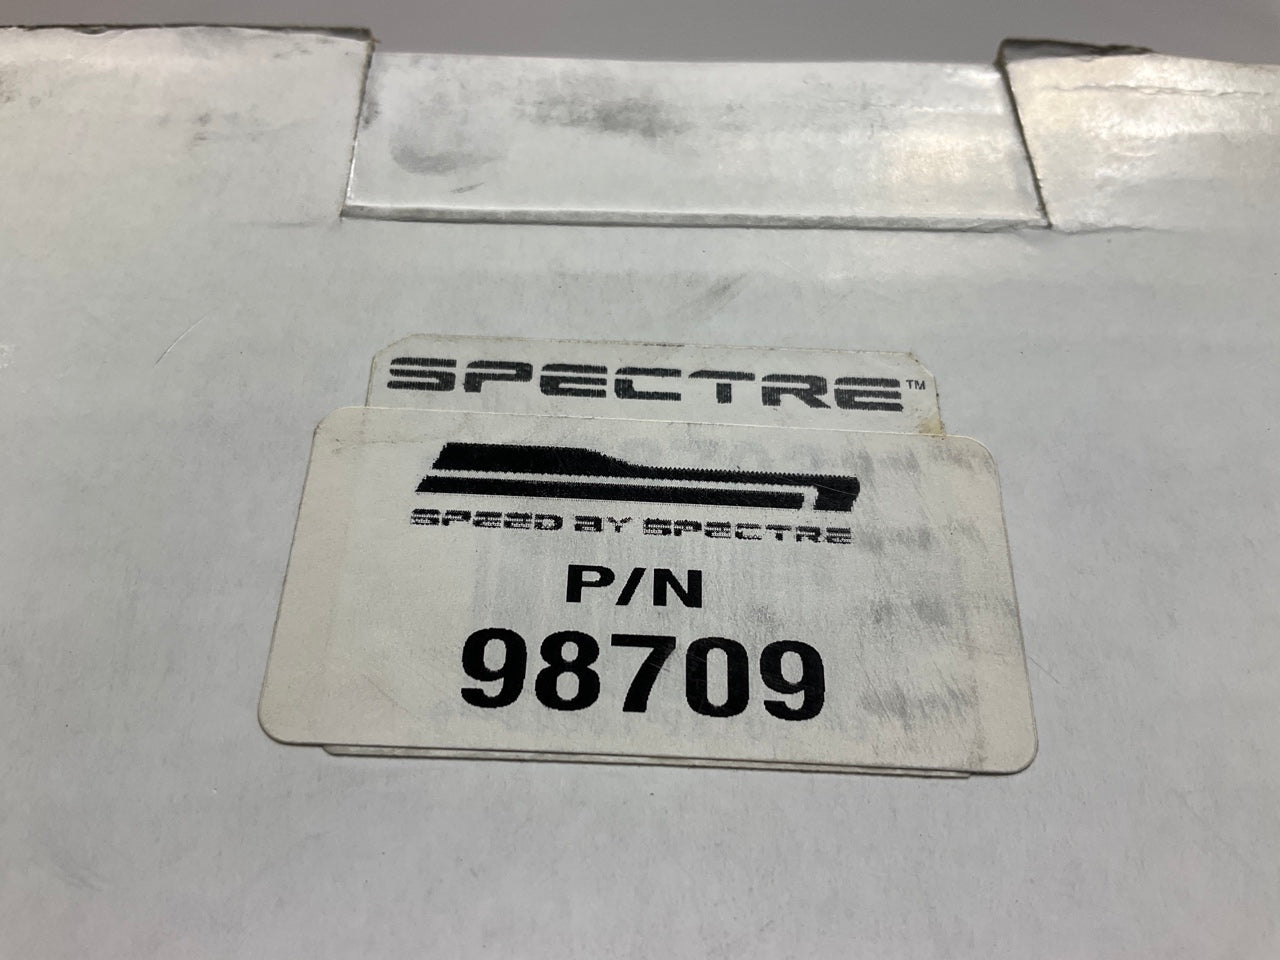 SPECTRE™
SPEED BY SPECTRE
P/N
98709